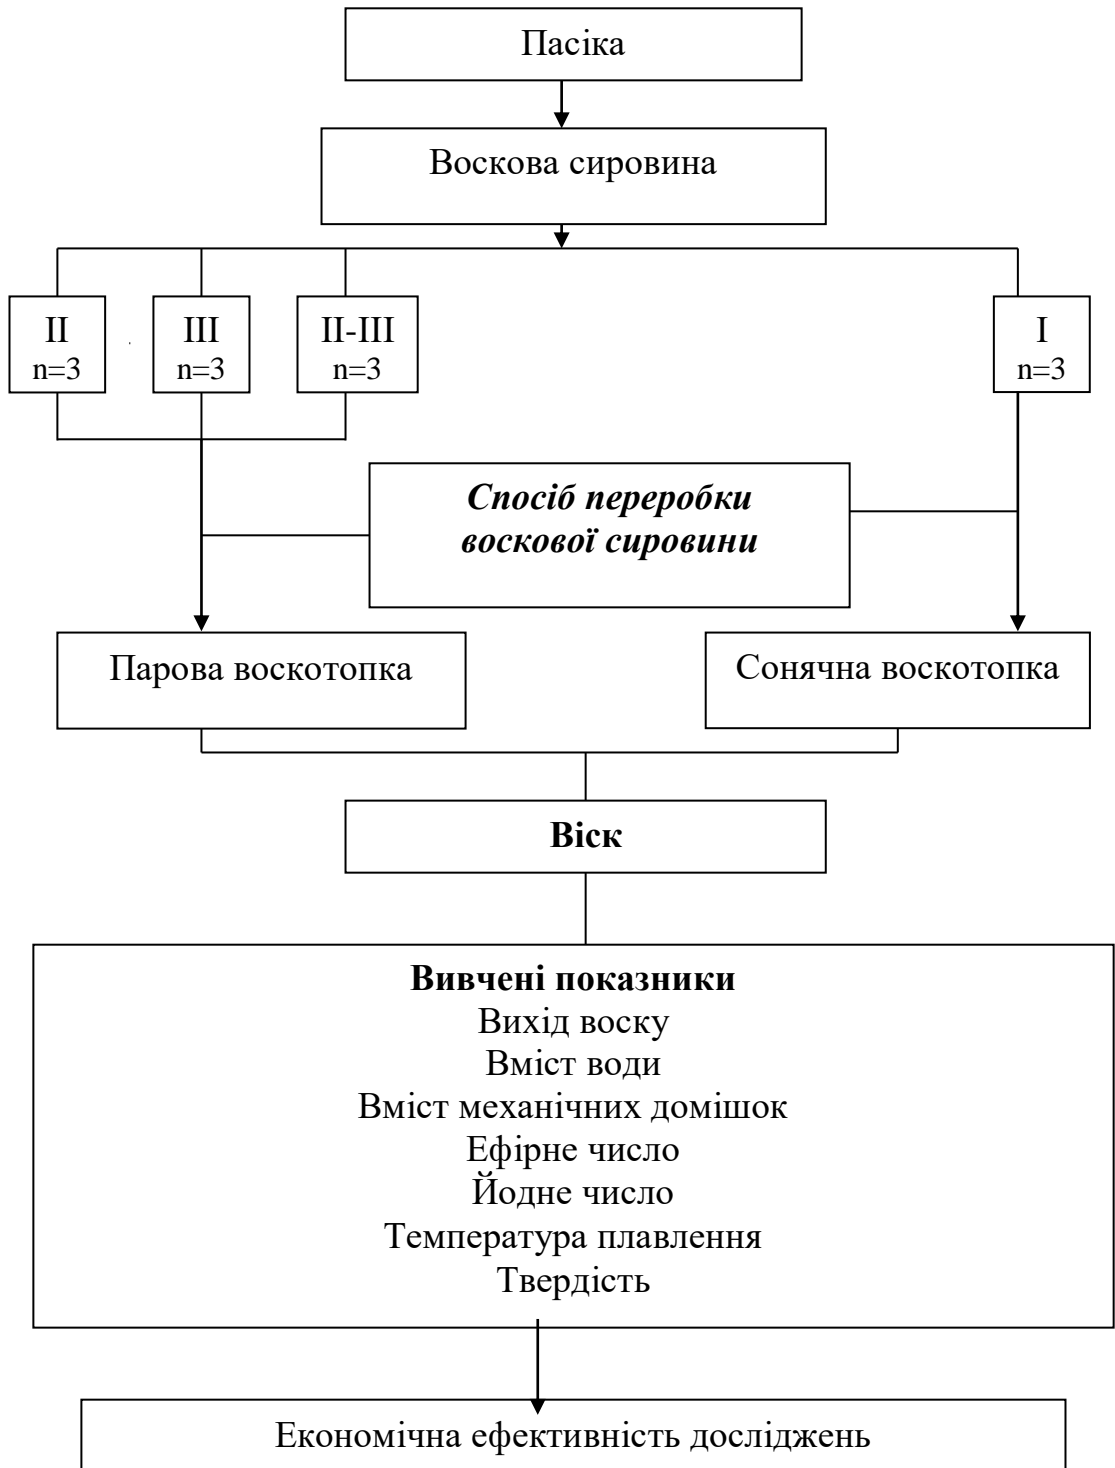 Пасіка
Воскова сировина
II
n=3
III
n=3
II-III
n=3
I
n=3
Спосіб переробки
воскової сировини
Парова воскотопка
Сонячна воскотопка
Віск
Вивчені показники
Вихід воску
Вміст води
Вміст механічних домішок
Ефірне число
Йодне число
Температура плавлення
Твердість
Економічна ефективність досліджень